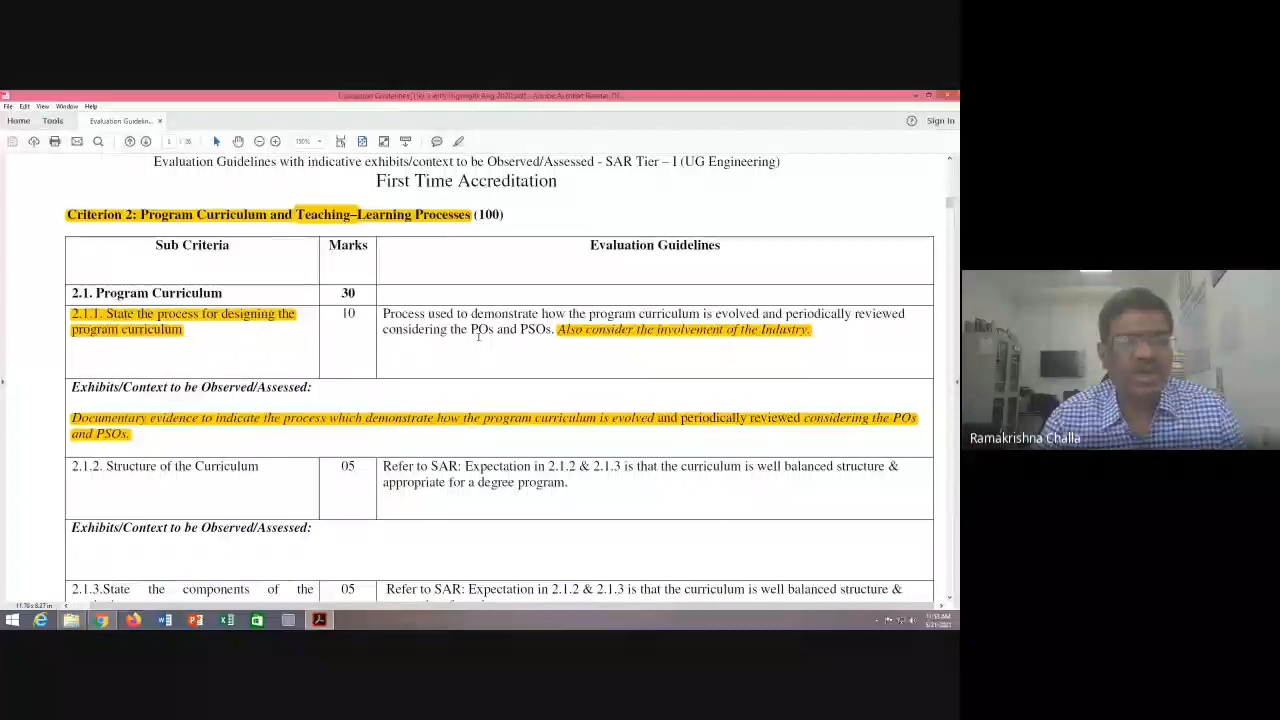 File Edit View Window Help
Home Tools Evaluation Guidelin... × Sign In
Evaluation Guidelines with indicative exhibits/context to be Observed/Assessed - SAR Tier – I (UG Engineering)
First Time Accreditation
Criterion 2: Program Curriculum and Teaching–Learning Processes (100)
Sub Criteria Marks Evaluation Guidelines
2.1. Program Curriculum 30
2.1.1. State the process for designing the program curriculum
10
Process used to demonstrate how the program curriculum is evolved and periodically reviewed
considering the POs and PSOs. Also consider the involvement of the Industry.
Exhibits/Context to be Observed/Assessed:
Documentary evidence to indicate the process which demonstrate how the program curriculum is evolved and periodically reviewed considering the POs
and PSOs.
2.1.2. Structure of the Curriculum 05 Refer to SAR: Expectation in 2.1.2 & 2.1.3 is that the curriculum is well balanced structure &
appropriate for a degree program.
Exhibits/Context to be Observed/Assessed:
2.1.3.State the components of the 05 Refer to SAR: Expectation in 2.1.2 & 2.1.3 is that the curriculum is well balanced structure &
Ramakrishna Challa